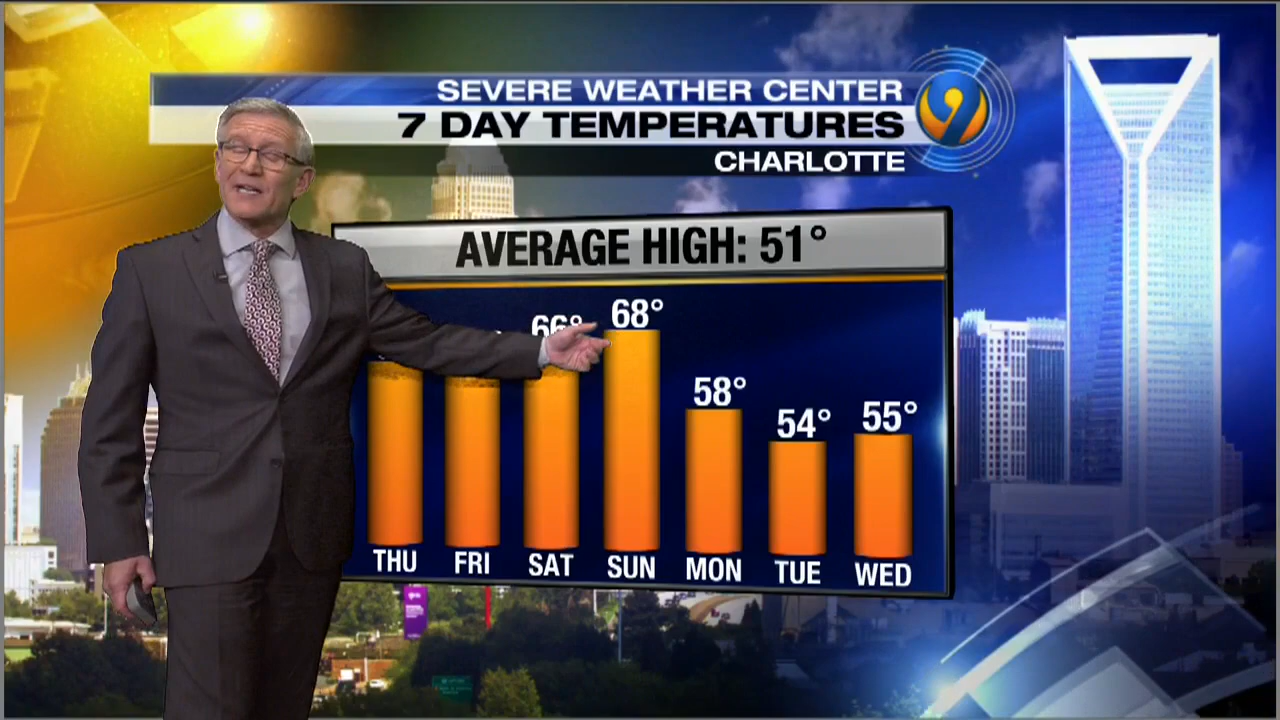 SEVERE WEATHER CENTER
9
7 DAY TEMPERATURES
CHARLOTTE
AVERAGE HIGH: 51°
66° 68° 58° 54° 55°
THU FRI SAT SUN MON TUE WED